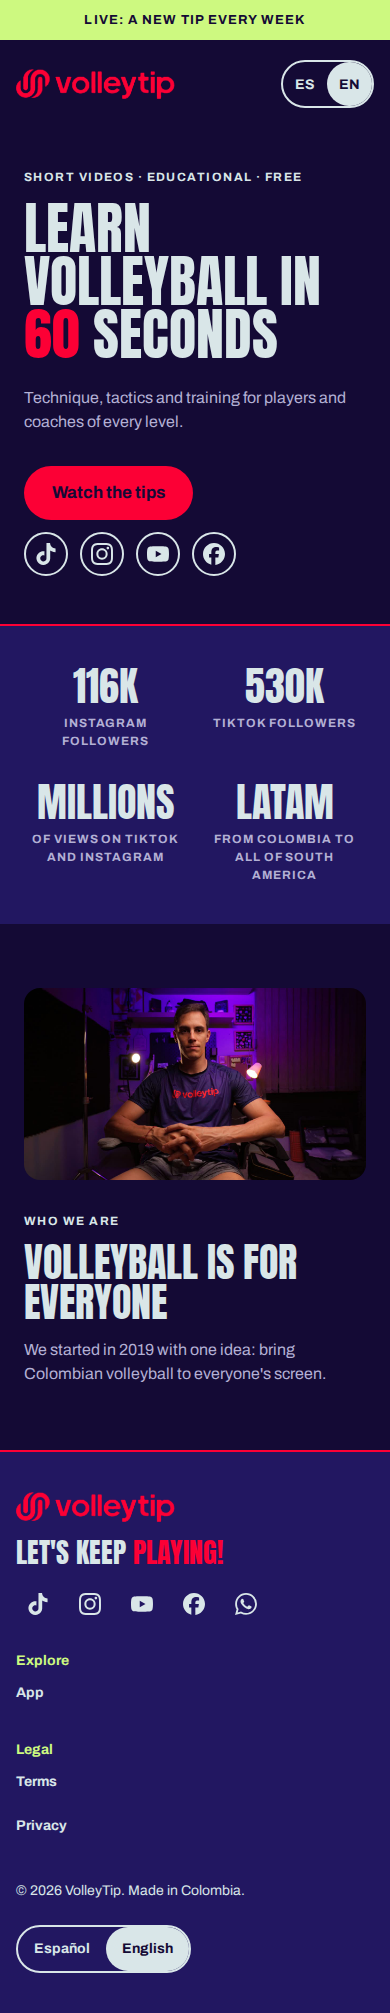 LIVE: A NEW TIP EVERY WEEK
volleytip
ES EN
SHORT VIDEOS · EDUCATIONAL · FREE
LEARN
VOLLEYBALL IN
60 SECONDS
Technique, tactics and training for players and
coaches of every level.
Watch the tips
116K
INSTAGRAM
FOLLOWERS
530K
TIKTOK FOLLOWERS
MILLIONS
OF VIEWS ON TIKTOK
AND INSTAGRAM
LATAM
FROM COLOMBIA TO
ALL OF SOUTH
AMERICA
volleytip
WHO WE ARE
VOLLEYBALL IS FOR
EVERYONE
We started in 2019 with one idea: bring
Colombian volleyball to everyone's screen.
volleytip
LET'S KEEP PLAYING!
Explore
App
Legal
Terms
Privacy
© 2026 VolleyTip. Made in Colombia.
Español English